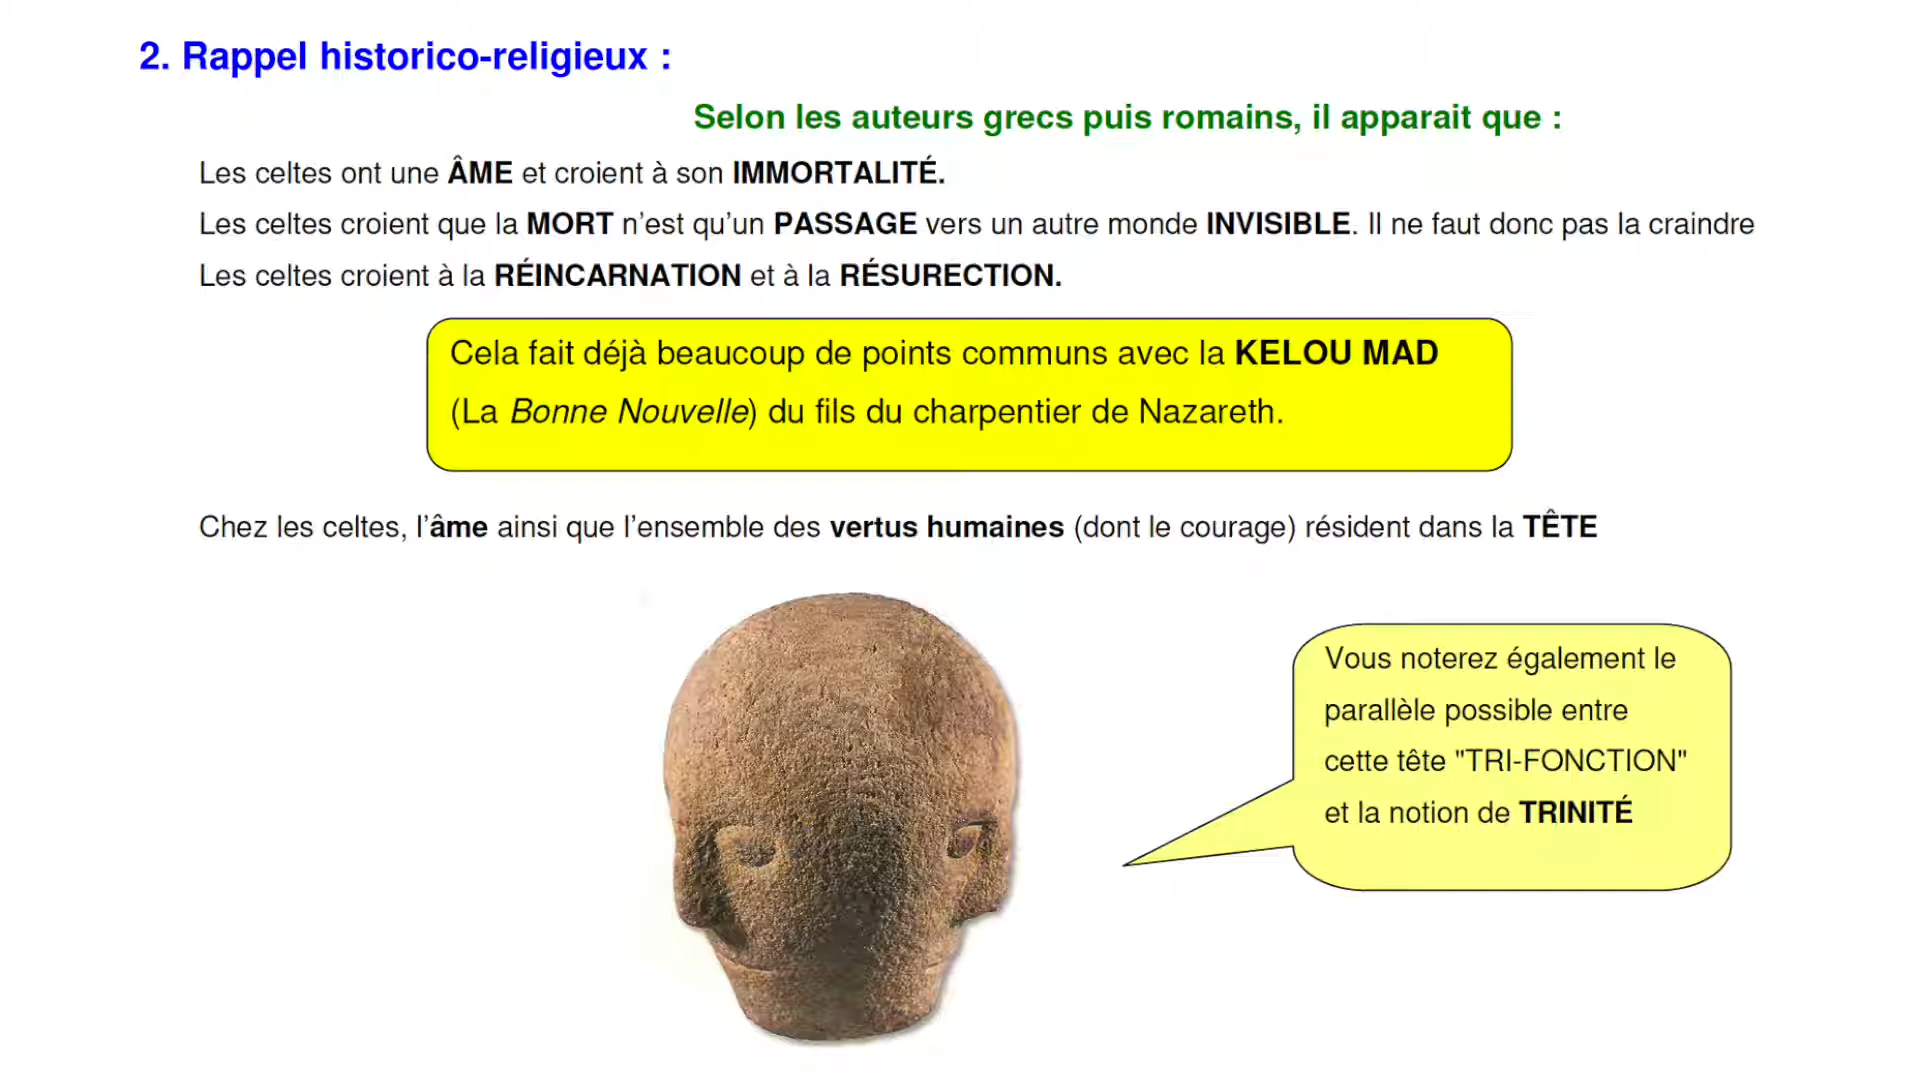 2. Rappel historico-religieux :
Selon les auteurs grecs puis romains, il apparait que :
Les celtes ont une ÂME et croient à son IMMORTALITÉ.
Les celtes croient que la MORT n’est qu’un PASSAGE vers un autre monde INVISIBLE. Il ne faut donc pas la craindre
Les celtes croient à la RÉINCARNATION et à la RÉSURECTION.
Cela fait déjà beaucoup de points communs avec la KELOU MAD
(La Bonne Nouvelle) du fils du charpentier de Nazareth.
Chez les celtes, l’âme ainsi que l’ensemble des vertus humaines (dont le courage) résident dans la TÊTE
Vous noterez également le
parallèle possible entre
cette tête "TRI-FONCTION"
et la notion de TRINITÉ